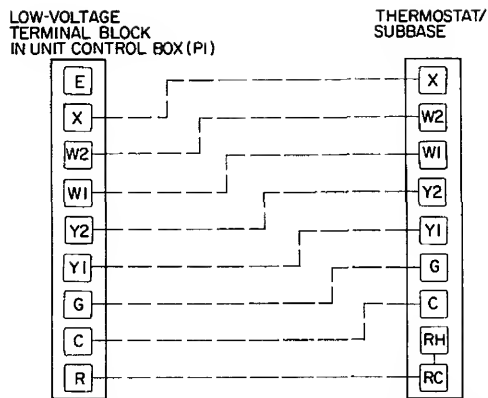 LOW-VOLTAGE
TERMINAL BLOCK
IN UNIT CONTROL BOX (P1)
E
X
W2
W1
Y2
Y1
G
C
R
THERMOSTAT/
SUBBASE
X
W2
W1
Y2
Y1
G
C
RH
RC